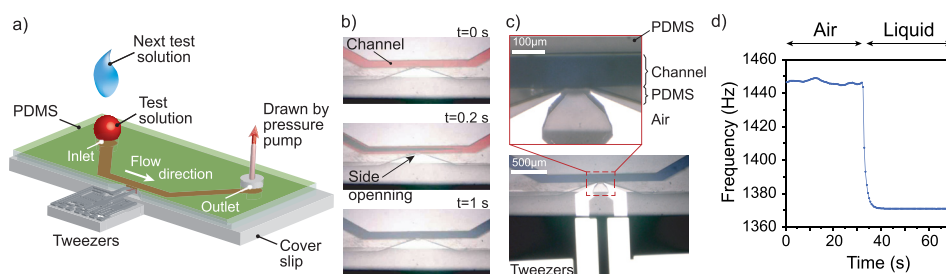 a)
Next test
solution
PDMS
Test
solution
Drawn by
pressure
pump
Inlet
Flow
direction
Outlet
Tweezers
Cover
slip
b)
t=0 s
Channel
t=0.2 s
Side
openning
t=1 s
c)
PDMS
100µm
Channel
PDMS
Air
500µm
Tweezers
d)
Air
Liquid
Frequency (Hz)
1460
1440
1420
1400
1380
1360
0
20
40
60
Time (s)